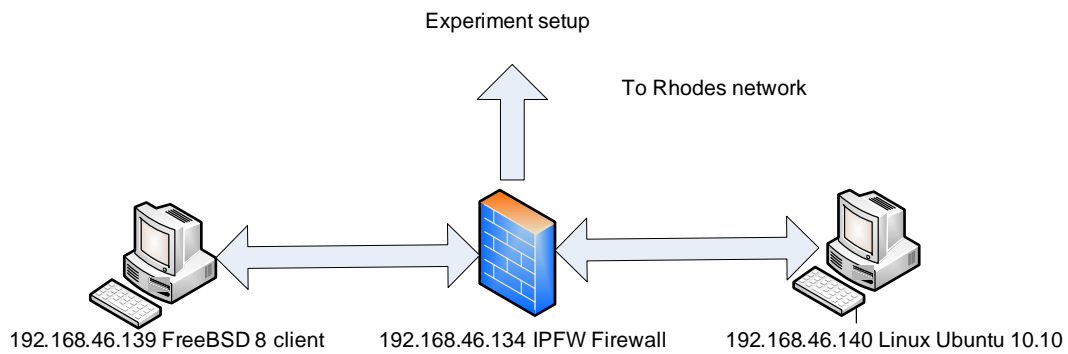 Experiment setup
To Rhodes network
192.168.46.139 FreeBSD 8 client
192.168.46.134 IPFW Firewall
192.168.46.140 Linux Ubuntu 10.10